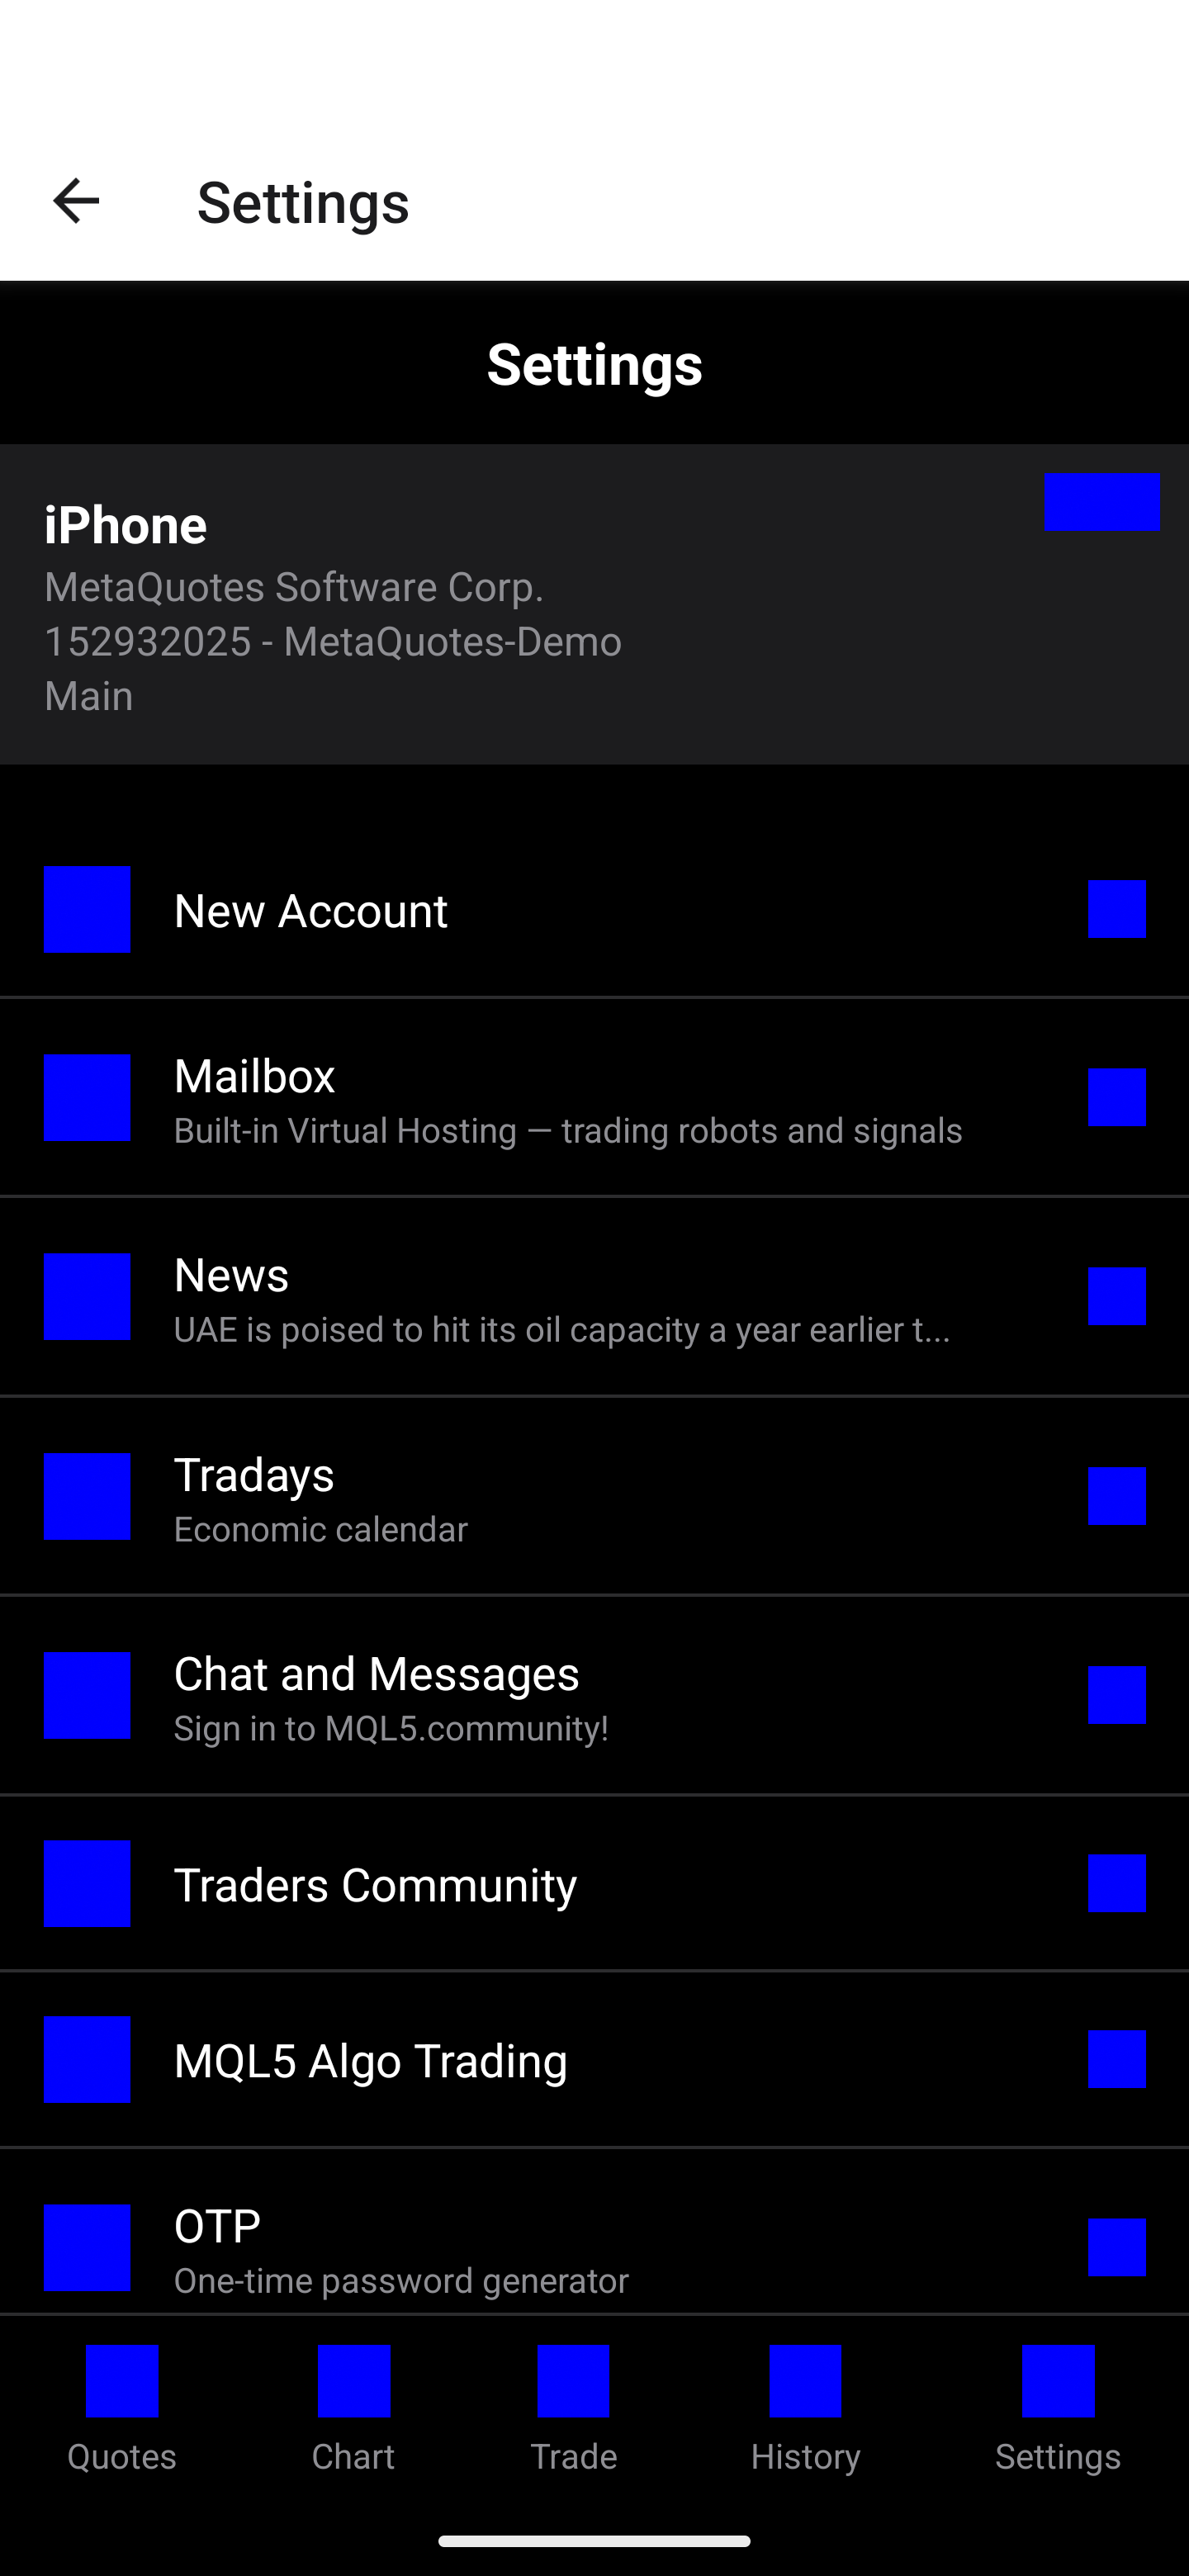 Settings
Settings
iPhone
MetaQuotes Software Corp.
152932025 - MetaQuotes-Demo
Main
New Account
Mailbox
Built-in Virtual Hosting — trading robots and signals
News
UAE is poised to hit its oil capacity a year earlier t...
Tradays
Economic calendar
Chat and Messages
Sign in to MQL5.community!
Traders Community
MQL5 Algo Trading
OTP
One-time password generator
Quotes
Chart
Trade
History
Settings